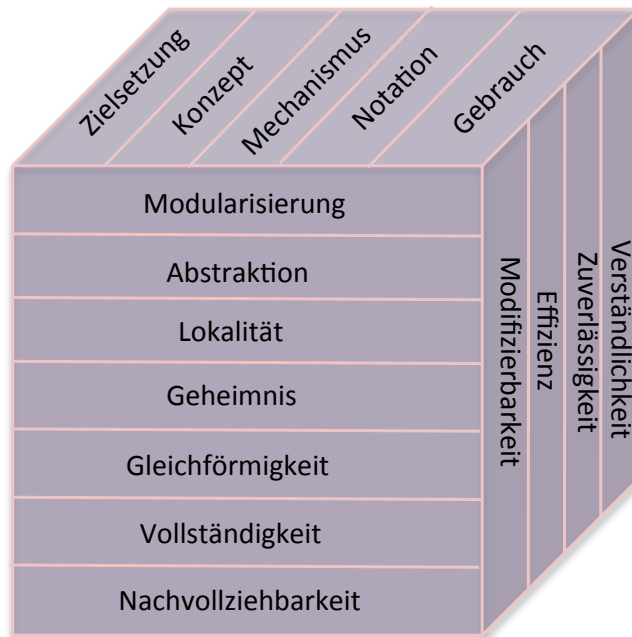 Zielsetzung
Konzept
Mechanismus
Notation
Gebrauch
Modularisierung
Abstraktion
Lokalität
Geheimnis
Gleichförmigkeit
Vollständigkeit
Nachvollziehbarkeit
Modifizierbarkeit
Effizienz
Zuverlässigkeit
Verständlichkeit